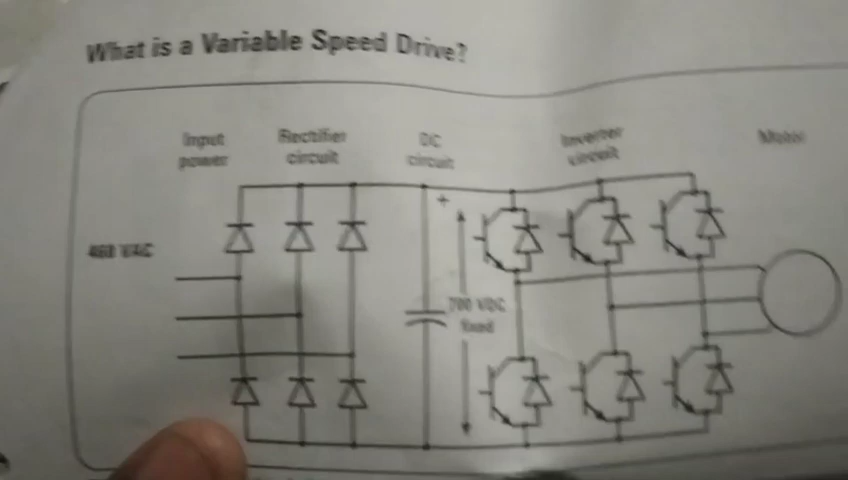 What is a Variable Speed Drive?
Input
power
Rectifier
circuit
DC
circuit
Inverter
circuit
Motor
460 VAC
+
700 VDC
fixed